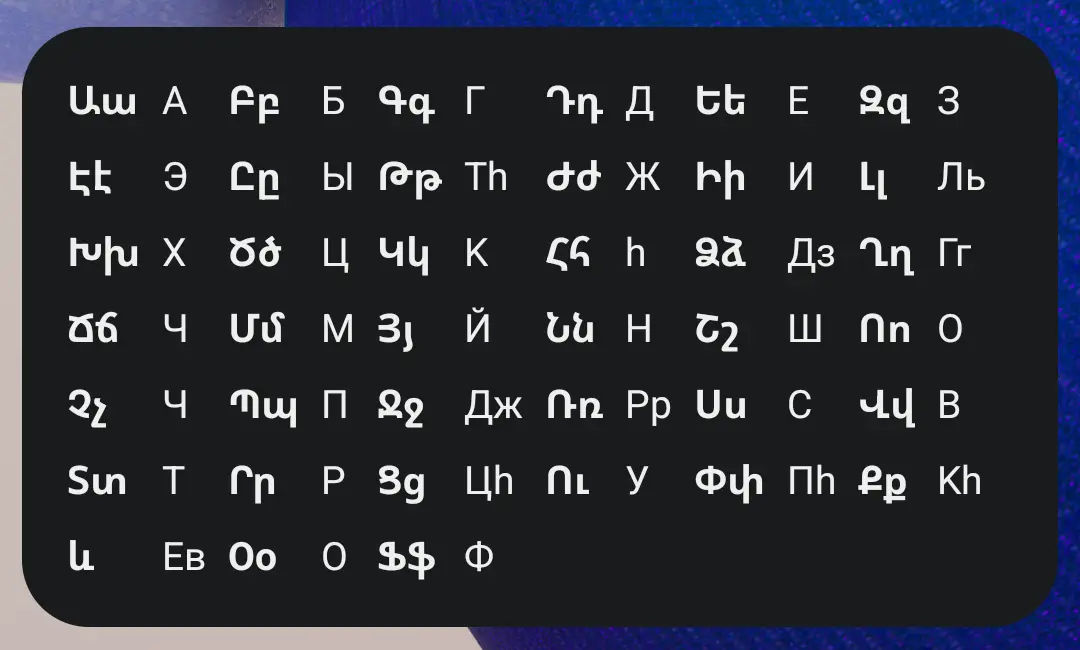 Աա А Բբ Б Գգ Г Դդ Д Եե Е Զզ З
Էէ Э Ըը Ы Թթ Th Ժժ Ж Իի И Լլ Ль
Խխ Х Ծծ Ц Կկ К Հհ h Ձձ Дз Ղղ Гг
Ճճ Ч Մմ М Յյ Й Նն Н Շշ Ш Ոո О
Չչ Ч Պպ П Ջջ Дж Ռռ Рр Սս С Վվ В
Տտ Т Րր Р Ցց Цh Ու У Փփ Пh Քք Kh
և Ев Օօ О Ֆֆ Ф